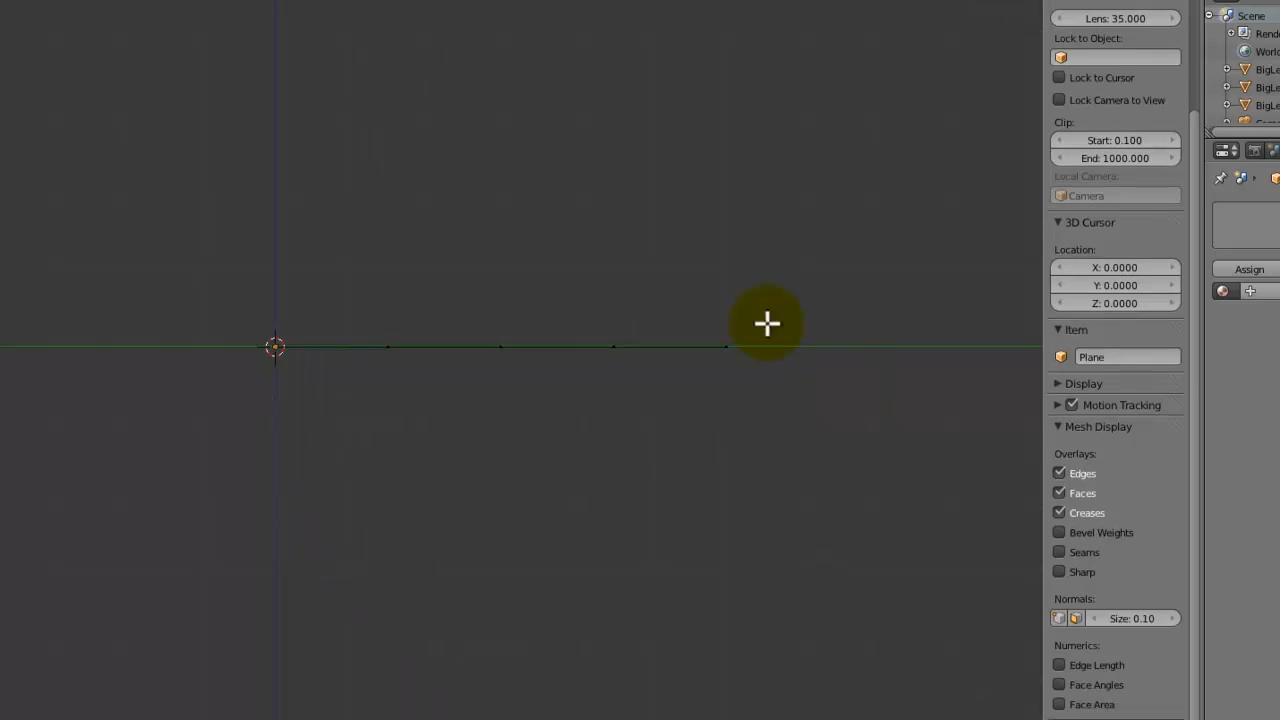 Lens: 35.000
Scene
Lock to Object:
Lock to Cursor
Lock Camera to View
Clip:
Start: 0.100
End: 1000.000
Local Camera:
Camera
3D Cursor
Location:
X: 0.0000
Y: 0.0000
Z: 0.0000
Assign
Item
Plane
Display
Motion Tracking
Mesh Display
Overlays:
Edges
Faces
Creases
Bevel Weights
Seams
Sharp
Normals:
Size: 0.10
Numerics:
Edge Length
Face Angles
Face Area
Rende
World
BigLe
BigLe
BigLe